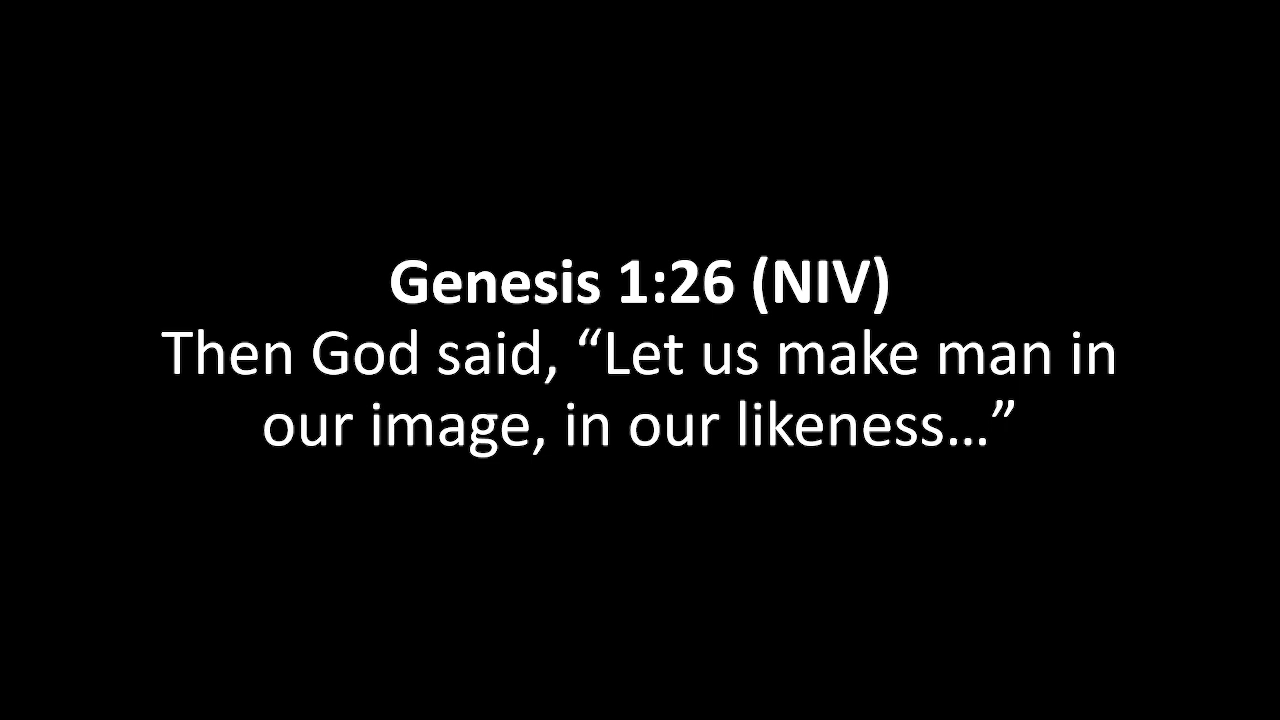 Genesis 1:26 (NIV)
Then God said, “Let us make man in
our image, in our likeness…”